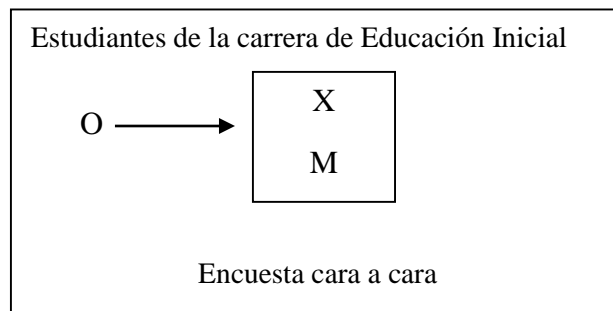 Estudiantes de la carrera de Educación Inicial
X
O
M
Encuesta cara a cara